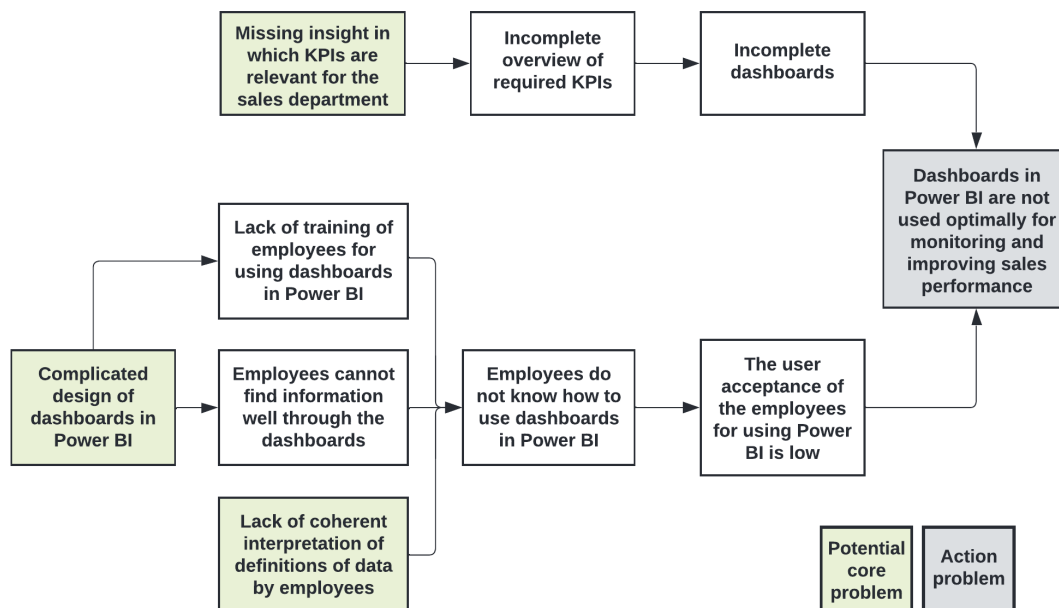 Missing insight in
which KPIs are
relevant for the
sales department
Incomplete
overview of
required KPIs
Incomplete
dashboards
Dashboards in
Power BI are not
used optimally for
monitoring and
improving sales
performance
Lack of training of
employees for
using dashboards
in Power BI
Complicated
design of
dashboards in
Power BI
Employees cannot
find information
well through the
dashboards
Employees do
not know how to
use dashboards
in Power BI
The user
acceptance of
the employees
for using Power
BI is low
Lack of coherent
interpretation of
definitions of data
by employees
Potential
core
problem
Action
problem